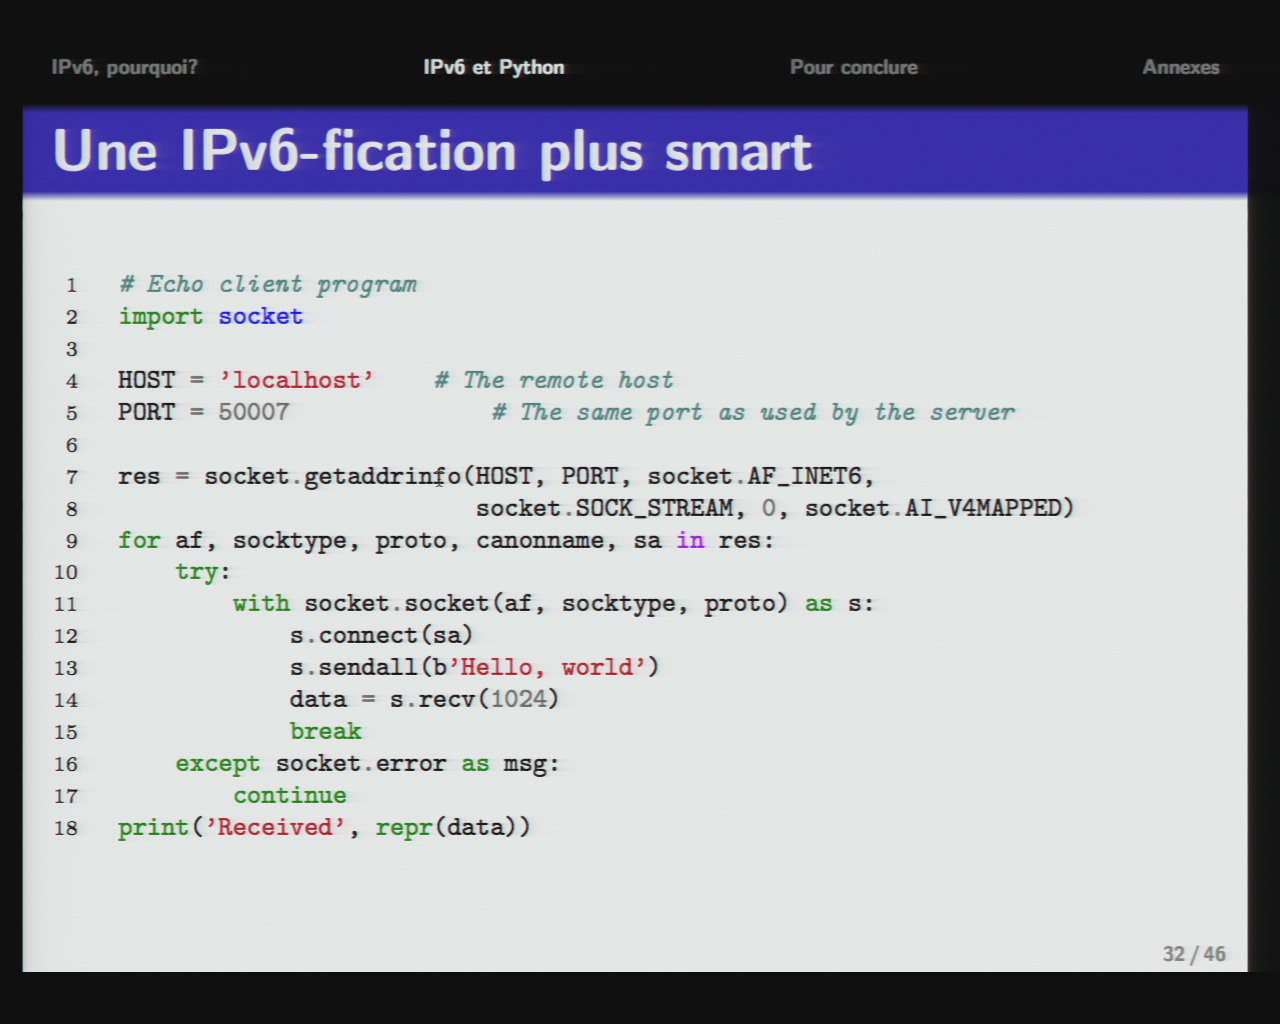 IPv6, pourquoi? IPv6 et Python Pour conclure Annexes
Une IPv6-fication plus smart
1 # Echo client program
2 import socket
3
4 HOST = 'localhost' # The remote host
5 PORT = 50007 # The same port as used by the server
6
7 res = socket.getaddrinfo(HOST, PORT, socket.AF_INET6,
8 socket.SOCK_STREAM, 0, socket.AI_V4MAPPED)
9 for af, socktype, proto, canonname, sa in res:
10 try:
11 with socket.socket(af, socktype, proto) as s:
12 s.connect(sa)
13 s.sendall(b'Hello, world')
14 data = s.recv(1024)
15 break
16 except socket.error as msg:
17 continue
18 print('Received', repr(data))
32 / 46